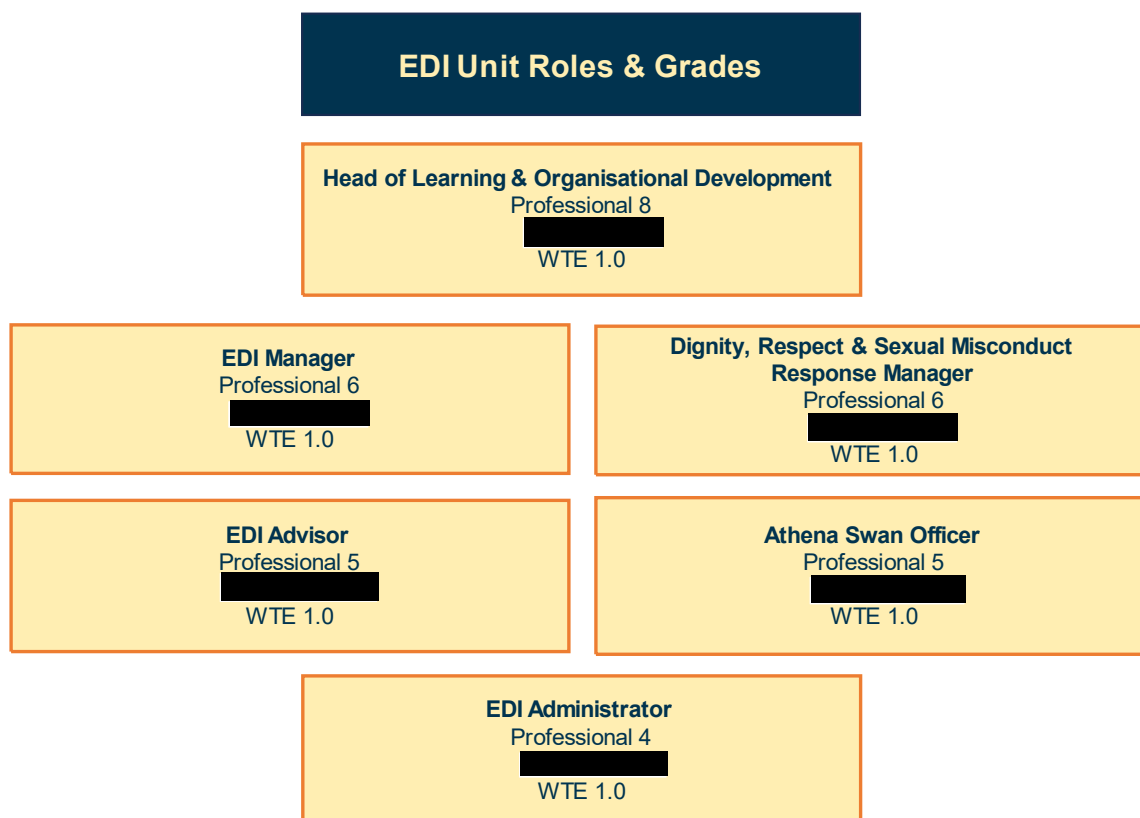 EDI Unit Roles & Grades
Head of Learning & Organisational Development
Professional 8
WTE 1.0
EDI Manager
Professional 6
WTE 1.0
Dignity, Respect & Sexual Misconduct
Response Manager
Professional 6
WTE 1.0
EDI Advisor
Professional 5
WTE 1.0
Athena Swan Officer
Professional 5
WTE 1.0
EDI Administrator
Professional 4
WTE 1.0